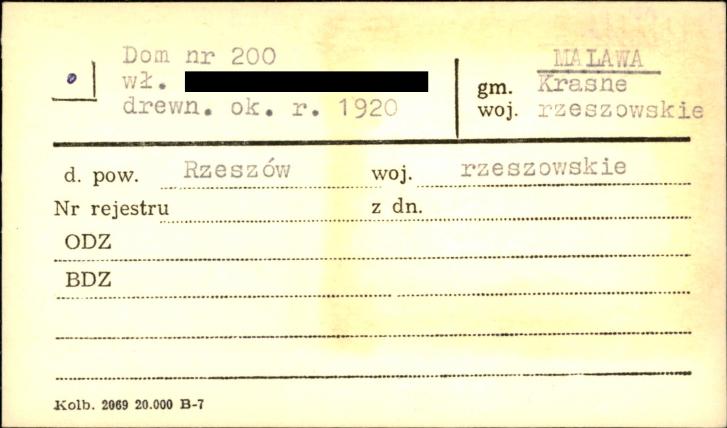 Dom nr 200
wł.
drewn. ok. r. 1920
MALAWA
gm. Krasne
woj. rzeszowskie
d. pow. Rzeszów woj. rzeszowskie
Nr rejestru z dn.
ODZ
BDZ
Kolb. 2069 20.000 B-7